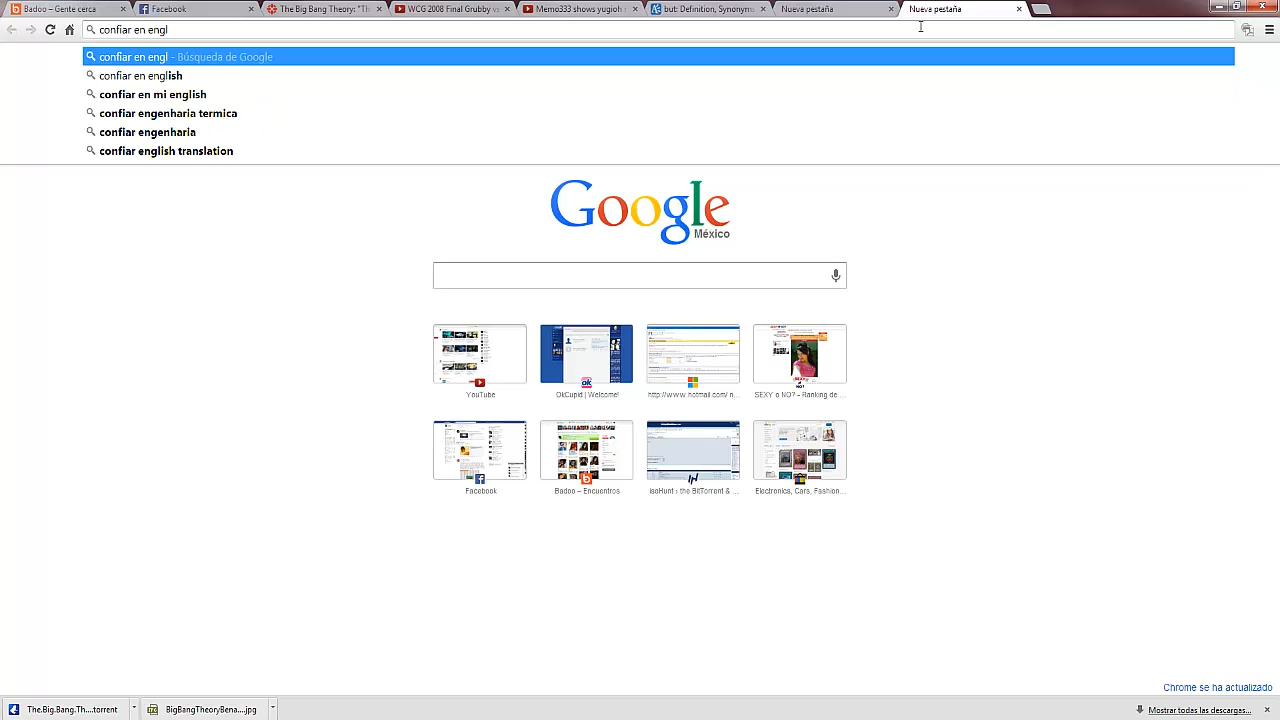 Badoo – Gente cerca
Facebook
The Big Bang Theory: "Th
WCG 2008 Final Grubby vs
Memo333 shows yugioh
but: Definition, Synonyms
Nueva pestaña
Nueva pestaña
confiar en engl
confiar en engl - Búsqueda de Google
confiar en english
confiar en mi english
confiar engenharia termica
confiar engenharia
confiar english translation
Google
México
YouTube
OkCupid | Welcome!
http://www.hotmail.com/ n...
SEXY o NO? - Ranking de ...
Facebook
Badoo – Encuentros
isoHunt › the BitTorrent & ...
Electronics, Cars, Fashion...
Chrome se ha actualizado
The.Big.Bang.Th....torrent
BigBangTheoryBena....jpg
Mostrar todas las descargas...